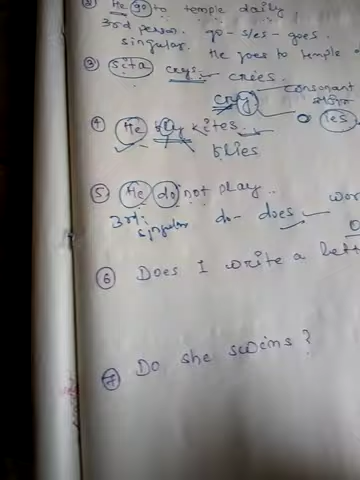 ② He go to temple daily
3rd person. go - s/es - goes.
singular. He goes to temple
③ sita crys. cries.
cry consonant
ies
④ He fly kites.
flies
⑤ He do not play..
3rd: singular do - does
⑥ Does I write a
⑦ Do she swims?